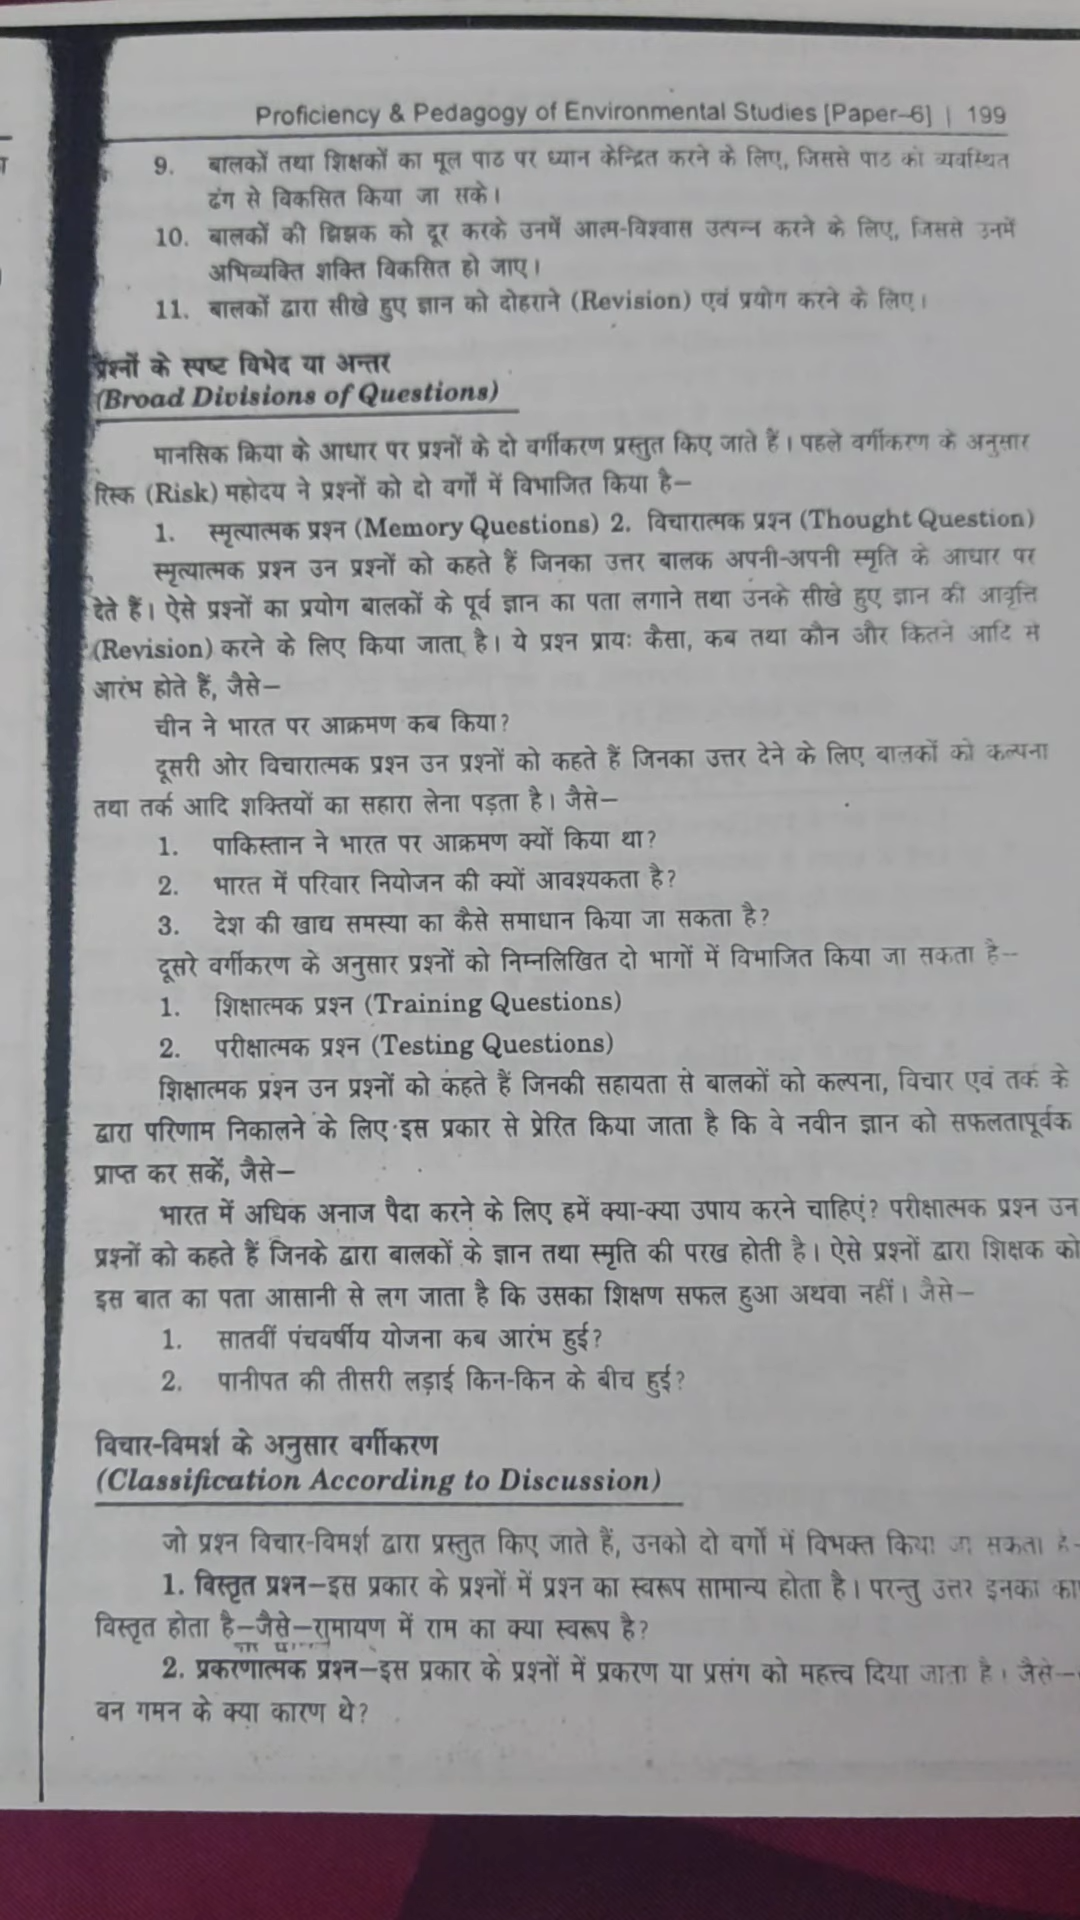 Proficiency & Pedagogy of Environmental Studies [Paper–6] | 199
9. बालकों तथा शिक्षकों का मूल पाठ पर ध्यान केन्द्रित करने के लिए, जिससे पाठ को व्यवस्थित
ढंग से विकसित किया जा सके।
10. बालकों की झिझक को दूर करके उनमें आत्म-विश्वास उत्पन्न करने के लिए, जिससे उनमें
अभिव्यक्ति शक्ति विकसित हो जाए।
11. बालकों द्वारा सीखे हुए ज्ञान को दोहराने (Revision) एवं प्रयोग करने के लिए।
प्रश्नों के स्पष्ट विभेद या अन्तर
(Broad Divisions of Questions)
मानसिक क्रिया के आधार पर प्रश्नों के दो वर्गीकरण प्रस्तुत किए जाते हैं। पहले वर्गीकरण के अनुसार
रिस्क (Risk) महोदय ने प्रश्नों को दो वर्गों में विभाजित किया है–
1. स्मृत्यात्मक प्रश्न (Memory Questions) 2. विचारात्मक प्रश्न (Thought Question)
स्मृत्यात्मक प्रश्न उन प्रश्नों को कहते हैं जिनका उत्तर बालक अपनी-अपनी स्मृति के आधार पर
देते हैं। ऐसे प्रश्नों का प्रयोग बालकों के पूर्व ज्ञान का पता लगाने तथा उनके सीखे हुए ज्ञान की आवृत्ति
(Revision) करने के लिए किया जाता है। ये प्रश्न प्रायः कैसा, कब तथा कौन और कितने आदि से
आरंभ होते हैं, जैसे–
चीन ने भारत पर आक्रमण कब किया?
दूसरी ओर विचारात्मक प्रश्न उन प्रश्नों को कहते हैं जिनका उत्तर देने के लिए बालकों को कल्पना
तथा तर्क आदि शक्तियों का सहारा लेना पड़ता है। जैसे–
1. पाकिस्तान ने भारत पर आक्रमण क्यों किया था?
2. भारत में परिवार नियोजन की क्यों आवश्यकता है?
3. देश की खाद्य समस्या का कैसे समाधान किया जा सकता है?
दूसरे वर्गीकरण के अनुसार प्रश्नों को निम्नलिखित दो भागों में विभाजित किया जा सकता है–
1. शिक्षात्मक प्रश्न (Training Questions)
2. परीक्षात्मक प्रश्न (Testing Questions)
शिक्षात्मक प्रश्न उन प्रश्नों को कहते हैं जिनकी सहायता से बालकों को कल्पना, विचार एवं तर्क के
द्वारा परिणाम निकालने के लिए इस प्रकार से प्रेरित किया जाता है कि वे नवीन ज्ञान को सफलतापूर्वक
प्राप्त कर सकें, जैसे–
भारत में अधिक अनाज पैदा करने के लिए हमें क्या-क्या उपाय करने चाहिएं? परीक्षात्मक प्रश्न उन
प्रश्नों को कहते हैं जिनके द्वारा बालकों के ज्ञान तथा स्मृति की परख होती है। ऐसे प्रश्नों द्वारा शिक्षक को
इस बात का पता आसानी से लग जाता है कि उसका शिक्षण सफल हुआ अथवा नहीं। जैसे–
1. सातवीं पंचवर्षीय योजना कब आरंभ हुई?
2. पानीपत की तीसरी लड़ाई किन-किन के बीच हुई?
विचार-विमर्श के अनुसार वर्गीकरण
(Classification According to Discussion)
जो प्रश्न विचार-विमर्श द्वारा प्रस्तुत किए जाते हैं, उनको दो वर्गों में विभक्त किया जा सकता है–
1. विस्तृत प्रश्न–इस प्रकार के प्रश्नों में प्रश्न का स्वरूप सामान्य होता है। परन्तु उत्तर इनका
विस्तृत होता है–जैसे–रामायण में राम का क्या स्वरूप है?
2. प्रकरणात्मक प्रश्न–इस प्रकार के प्रश्नों में प्रकरण या प्रसंग को महत्त्व दिया जाता है। जैसे–
वन गमन के क्या कारण थे?